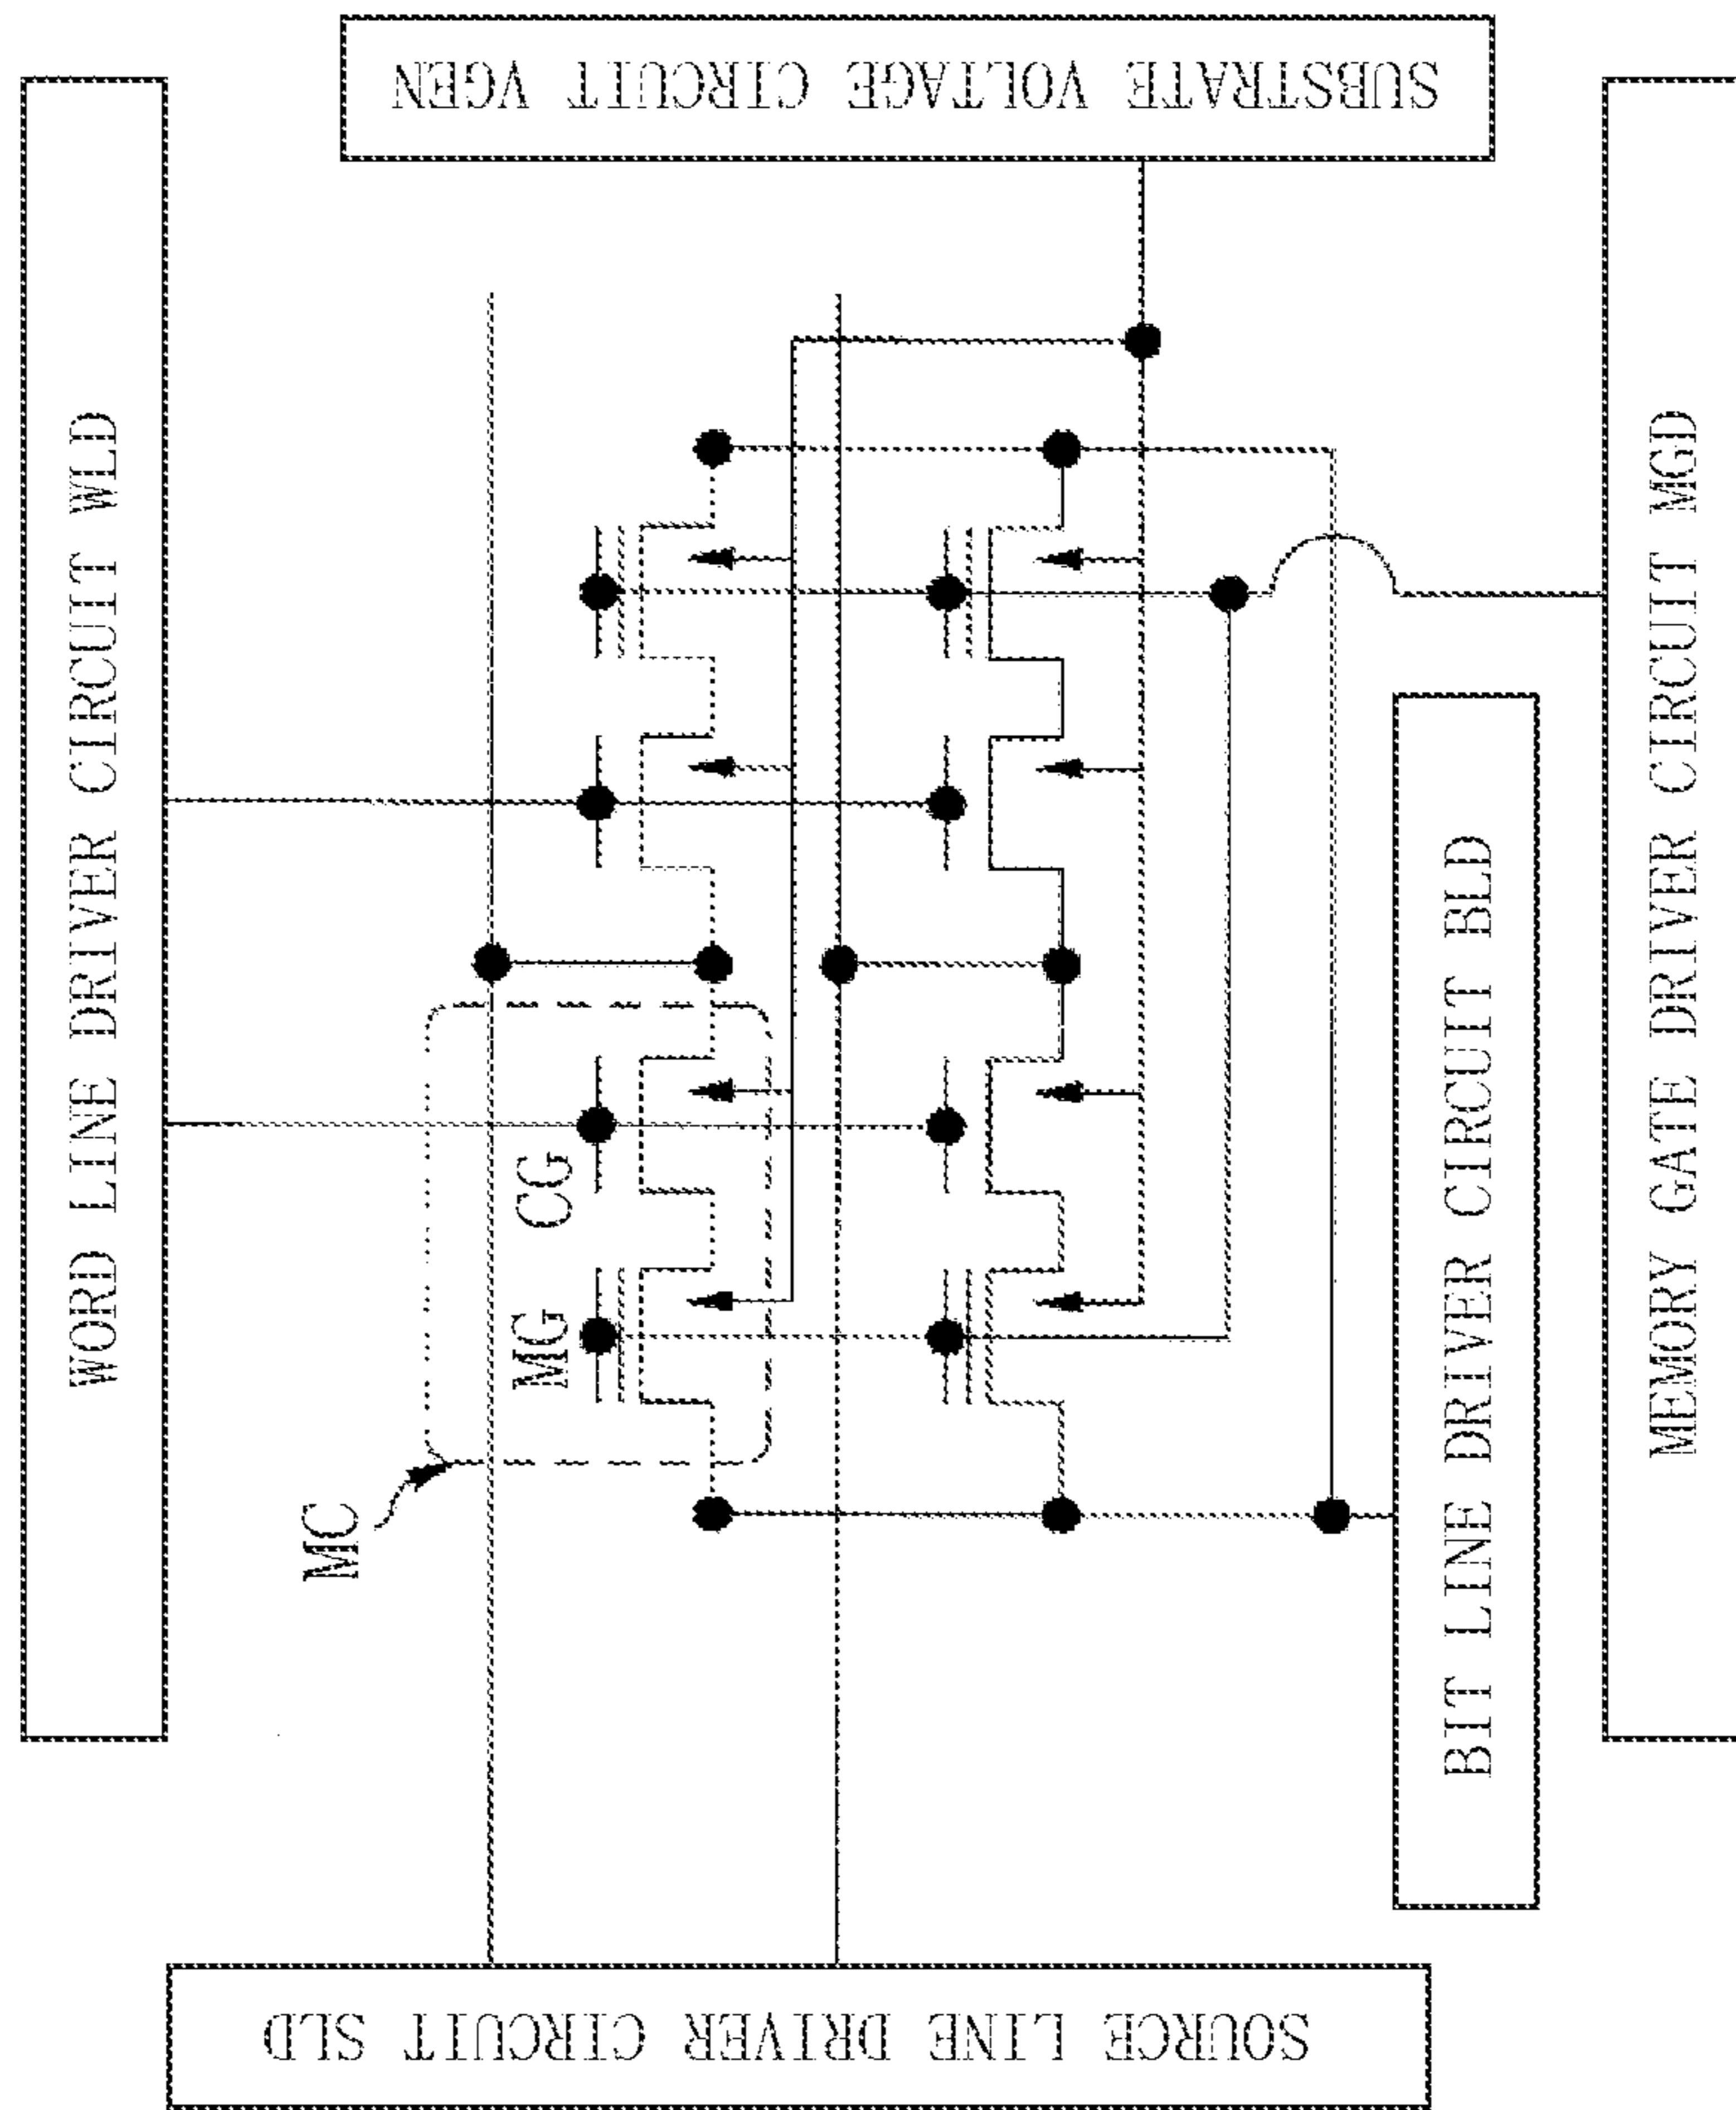 SUBSTRATE VOLTAGE CIRCUIT VGEN
WORD LINE DRIVER CIRCUIT WLD
MC
MG CG
BIT LINE DRIVER CIRCUIT BLD
MEMORY GATE DRIVER CIRCUIT MGD
SOURCE LINE DRIVER CIRCUIT SLD